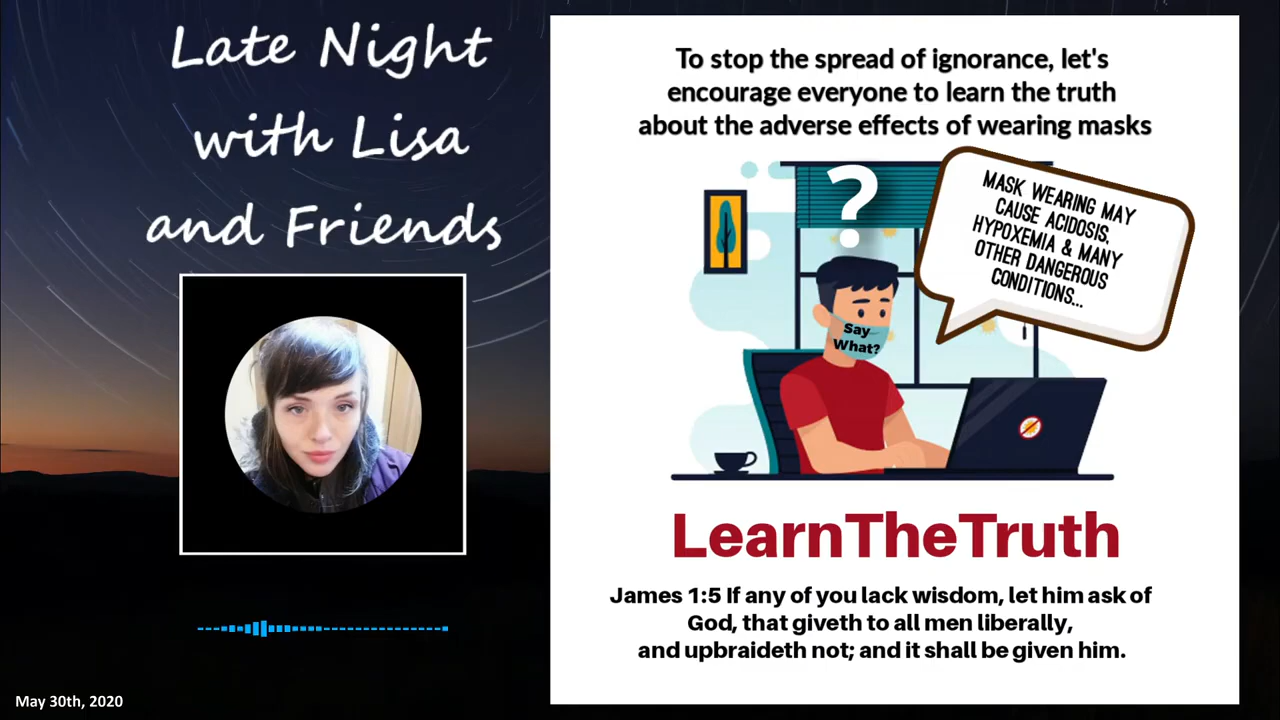 Late Night
with Lisa
and Friends
To stop the spread of ignorance, let's
encourage everyone to learn the truth
about the adverse effects of wearing masks
?
MASK WEARING MAY
CAUSE ACIDOSIS,
HYPOXEMIA & MANY
OTHER DANGEROUS
CONDITIONS...
Say
What?
LearnTheTruth
James 1:5 If any of you lack wisdom, let him ask of
God, that giveth to all men liberally,
and upbraideth not; and it shall be given him.
May 30th, 2020